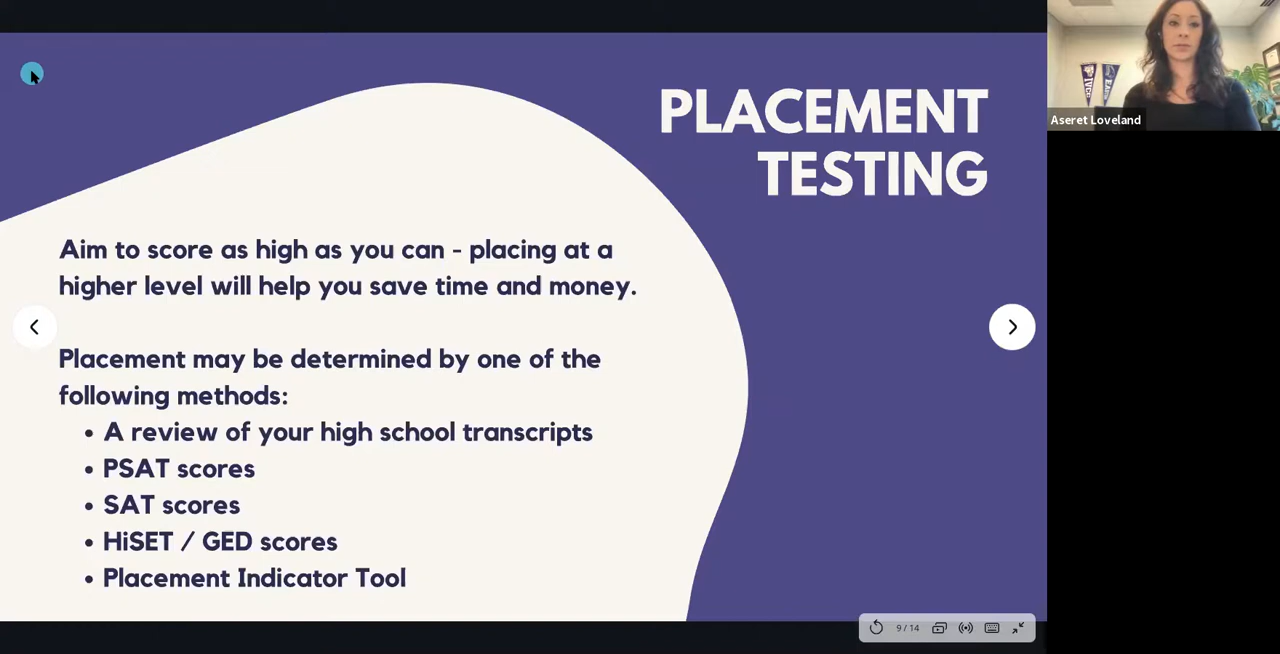 PLACEMENT
TESTING
Aseret Loveland
Aim to score as high as you can - placing at a
higher level will help you save time and money.
Placement may be determined by one of the
following methods:
• A review of your high school transcripts
• PSAT scores
• SAT scores
• HiSET / GED scores
• Placement Indicator Tool
9 / 14